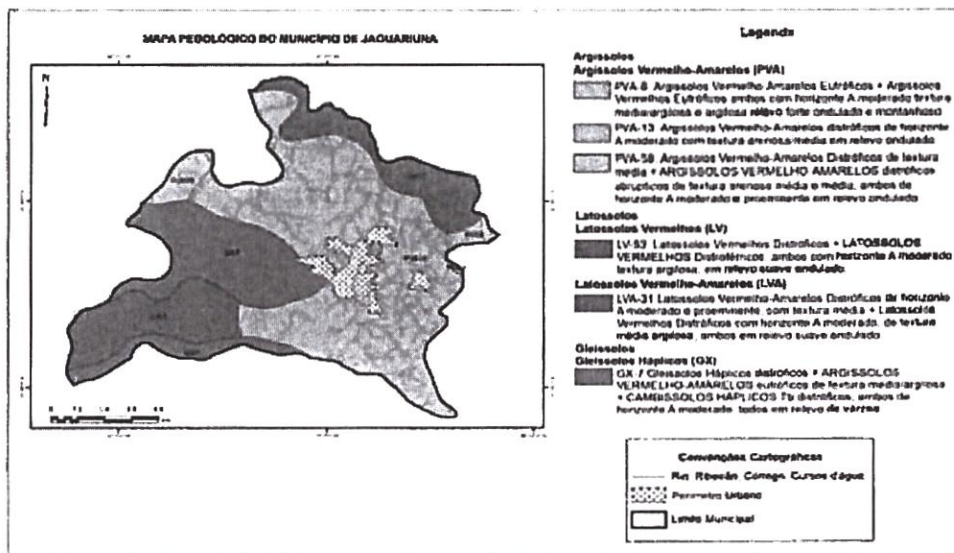 MAPA PEDOLÓGICO DO MUNICÍPIO DE JAGUARIUNA
N
Legenda
Argissolos
Argissolos Vermelho-Amarelos (PVA)
PVA-8 Argissolos Vermelho-Amarelos Eutróficos + Argissolos
Vermelhos Eutróficos ambos com horizonte A moderado textura
média/argilosa e argilosa relevo forte ondulado e montanhoso
PVA-13 Argissolos Vermelho-Amarelos distróficos de horizonte
A moderado com textura arenosa/média em relevo ondulado
PVA-58 Argissolos Vermelho-Amarelos Distróficos de textura
média + ARGISSOLOS VERMELHO AMARELOS distróficos
abrupticos de textura arenosa média e média, ambos de
horizonte A moderado e proeminente em relevo ondulado
Latossolos
Latossolos Vermelhos (LV)
LV-53 Latossolos Vermelhos Distróficos + LATOSSOLOS
VERMELHOS Distroférricos, ambos com horizonte A moderado
textura argilosa, em relevo suave ondulado
Latossolos Vermelho-Amarelos (LVA)
LVA-31 Latossolos Vermelho-Amarelos Distróficos de horizonte
A moderado e proeminente, com textura média + Latossolos
Vermelhos Distróficos com horizonte A moderado, de textura
média argilosa, ambos em relevo suave ondulado
Gleissolos
Gleissolos Háplicos (GX)
GX-7 Gleissolos Háplicos distróficos + ARGISSOLOS
VERMELHO-AMARELOS eutróficos de textura média/argilosa
+ CAMBISSOLOS HÁPLICOS Tb distróficos, ambos de
horizonte A moderado, todos em relevo de várzea
Convenções Cartográficas
Rio, Ribeirão, Córrego, Cursos d'água
Perímetro Urbano
Limite Municipal